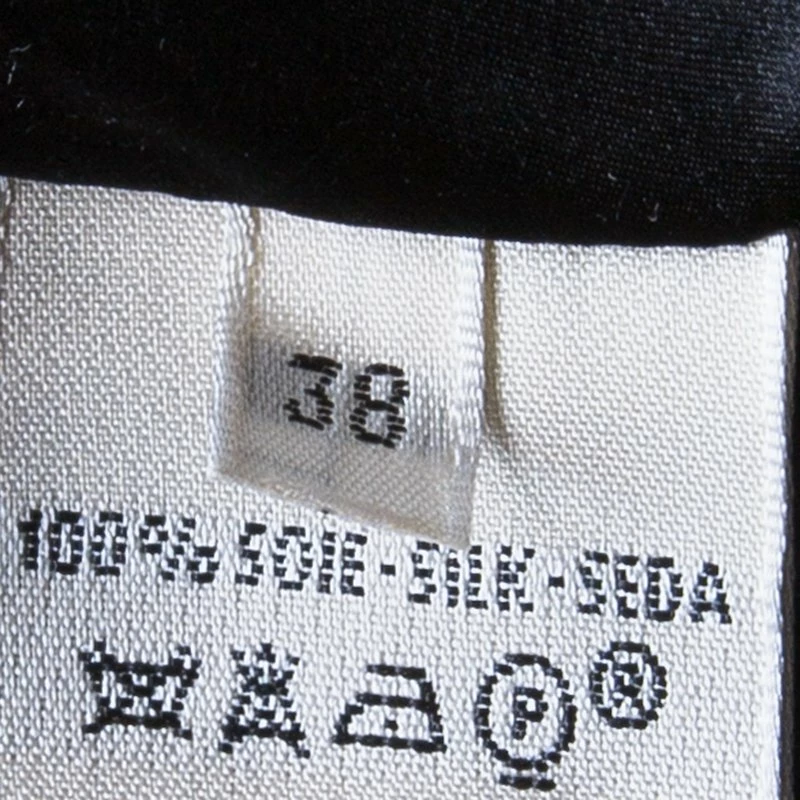 38
100% SOIE · SILK · SEDA
P ®